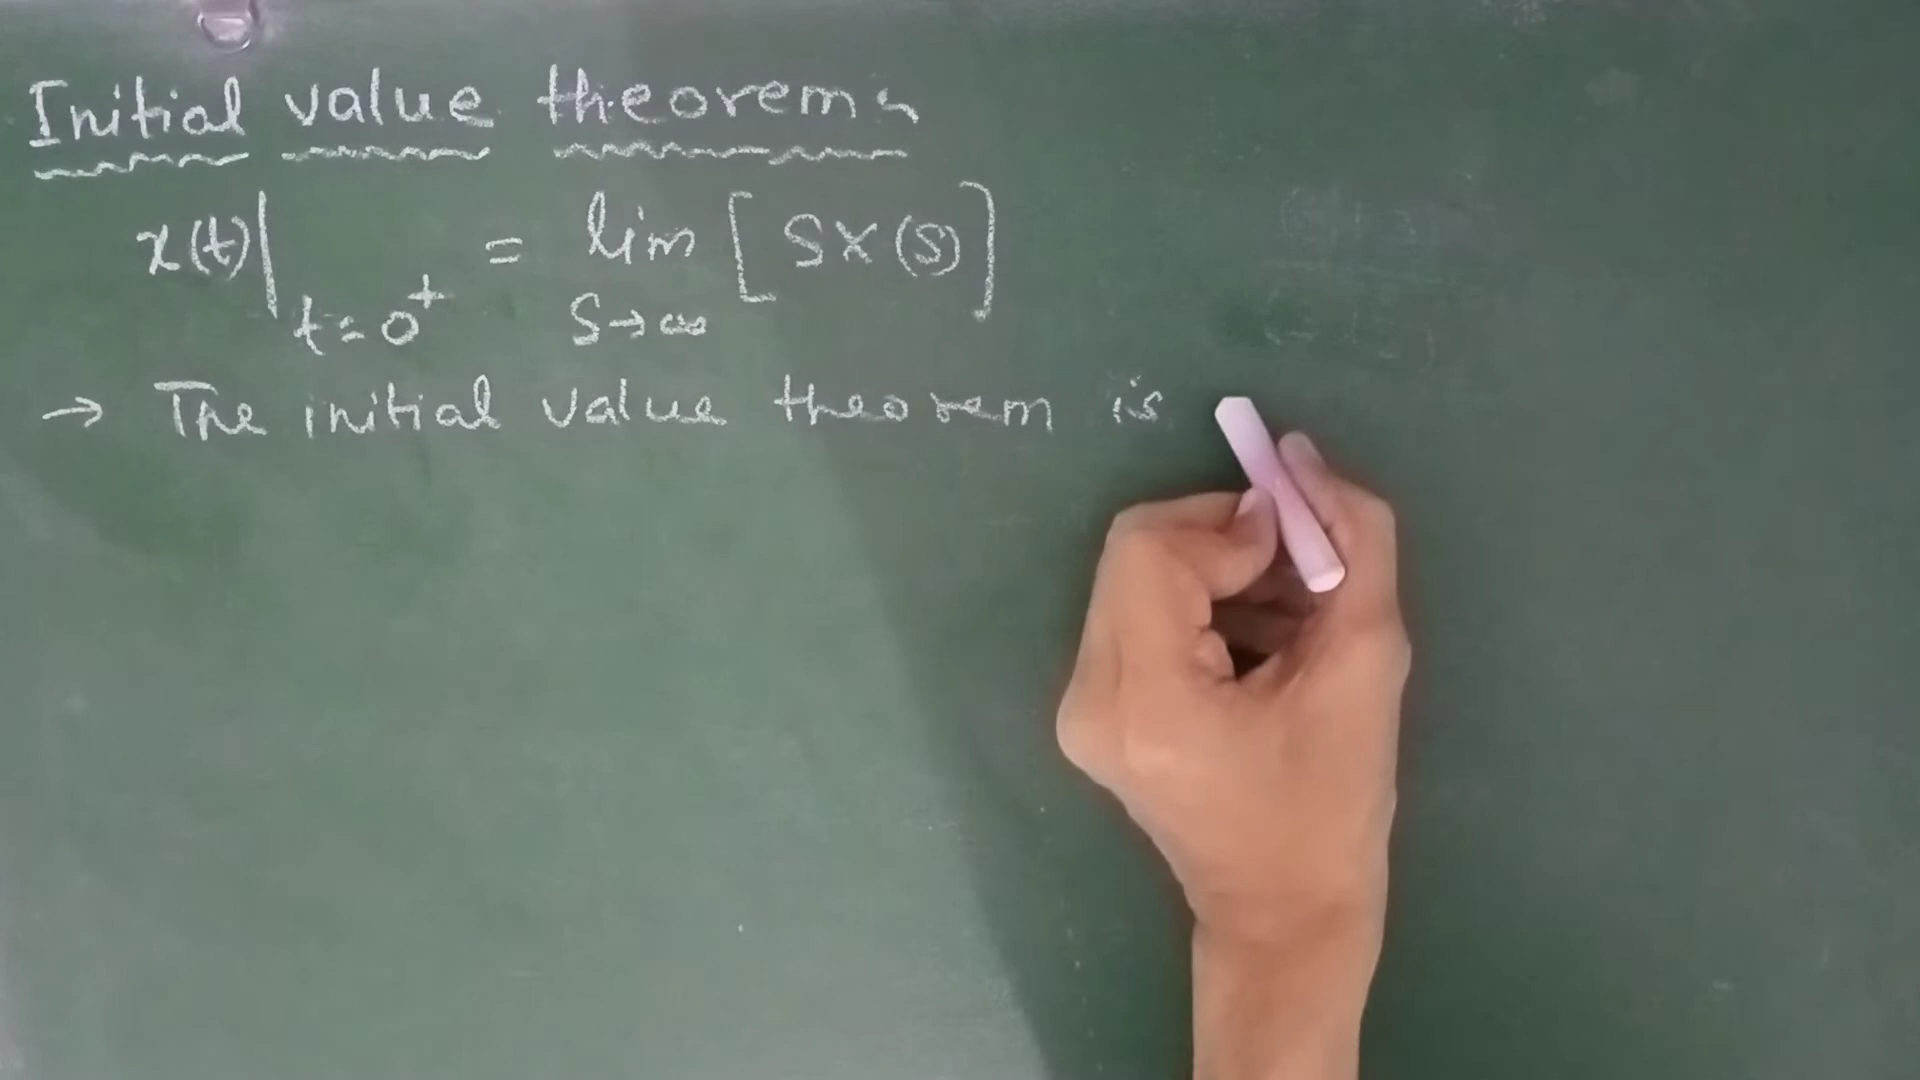 Initial value theorem :-
x(t)| t=0⁺ = lim S→∞ [SX(S)]
→ The initial value theorem is